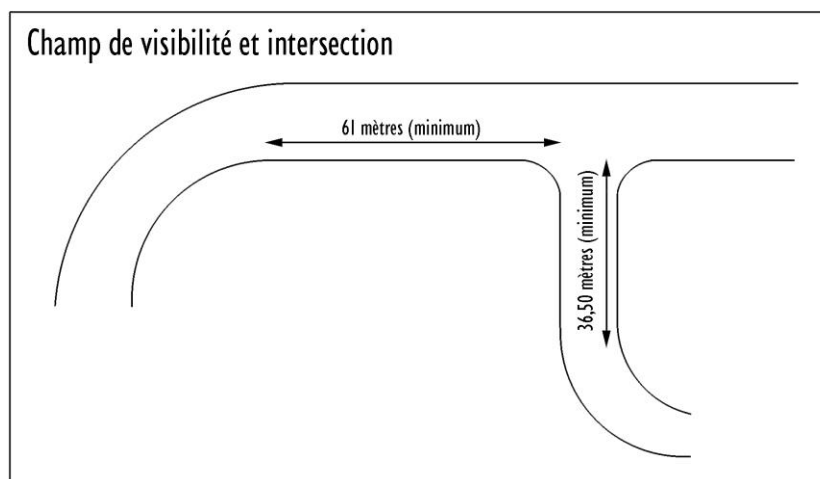 Champ de visibilité et intersection
61 mètres (minimum)
36,50 mètres (minimum)